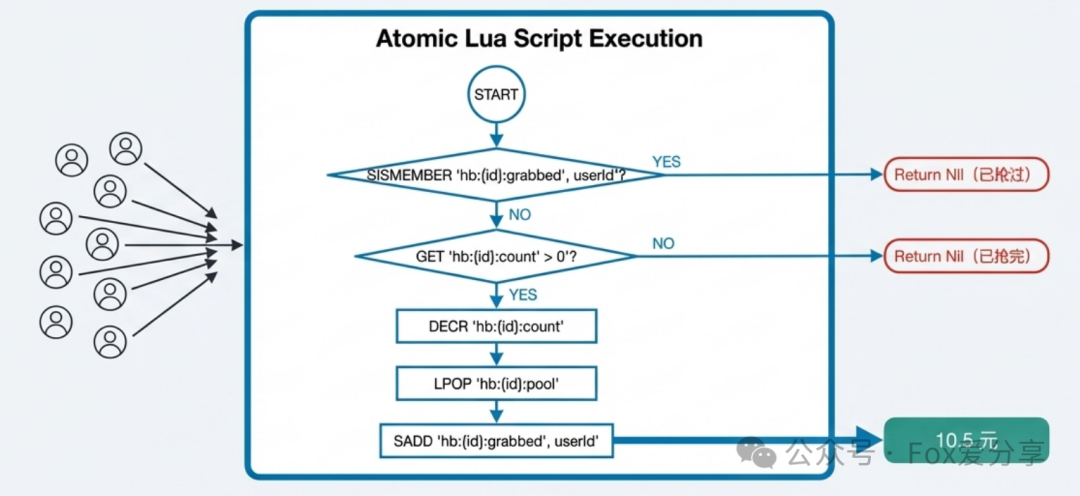 Atomic Lua Script Execution
START
SISMEMBER 'hb:{id}:grabbed', userId'?
YES
Return Nil（已抢过）
NO
GET 'hb:{id}:count' > 0'?
NO
Return Nil（已抢完）
YES
DECR 'hb:{id}:count'
LPOP 'hb:{id}:pool'
SADD 'hb:{id}:grabbed', userId'
10.5 元
公众号 · Fox爱分享